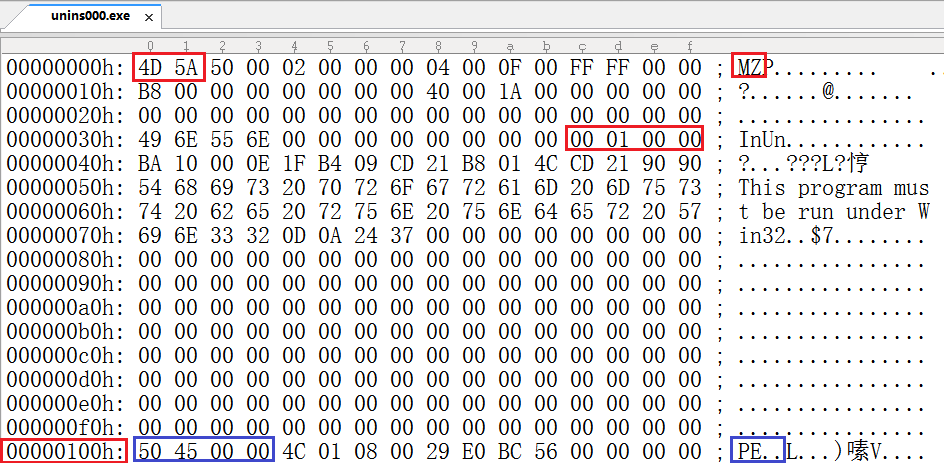 unins000.exe ×
0 1 2 3 4 5 6 7 8 9 a b c d e f
00000000h: 4D 5A 50 00 02 00 00 00 04 00 0F 00 FF FF 00 00 ; MZP......... ..
00000010h: B8 00 00 00 00 00 00 00 40 00 1A 00 00 00 00 00 ; ?.......@.......
00000020h: 00 00 00 00 00 00 00 00 00 00 00 00 00 00 00 00 ; ................
00000030h: 49 6E 55 6E 00 00 00 00 00 00 00 00 00 01 00 00 ; InUn............
00000040h: BA 10 00 0E 1F B4 09 CD 21 B8 01 4C CD 21 90 90 ; ?...???L?悙
00000050h: 54 68 69 73 20 70 72 6F 67 72 61 6D 20 6D 75 73 ; This program mus
00000060h: 74 20 62 65 20 72 75 6E 20 75 6E 64 65 72 20 57 ; t be run under W
00000070h: 69 6E 33 32 0D 0A 24 37 00 00 00 00 00 00 00 00 ; in32..$7........
00000080h: 00 00 00 00 00 00 00 00 00 00 00 00 00 00 00 00 ; ................
00000090h: 00 00 00 00 00 00 00 00 00 00 00 00 00 00 00 00 ; ................
000000a0h: 00 00 00 00 00 00 00 00 00 00 00 00 00 00 00 00 ; ................
000000b0h: 00 00 00 00 00 00 00 00 00 00 00 00 00 00 00 00 ; ................
000000c0h: 00 00 00 00 00 00 00 00 00 00 00 00 00 00 00 00 ; ................
000000d0h: 00 00 00 00 00 00 00 00 00 00 00 00 00 00 00 00 ; ................
000000e0h: 00 00 00 00 00 00 00 00 00 00 00 00 00 00 00 00 ; ................
000000f0h: 00 00 00 00 00 00 00 00 00 00 00 00 00 00 00 00 ; ................
00000100h: 50 45 00 00 4C 01 08 00 29 E0 BC 56 00 00 00 00 ; PE..L...)嗉V....